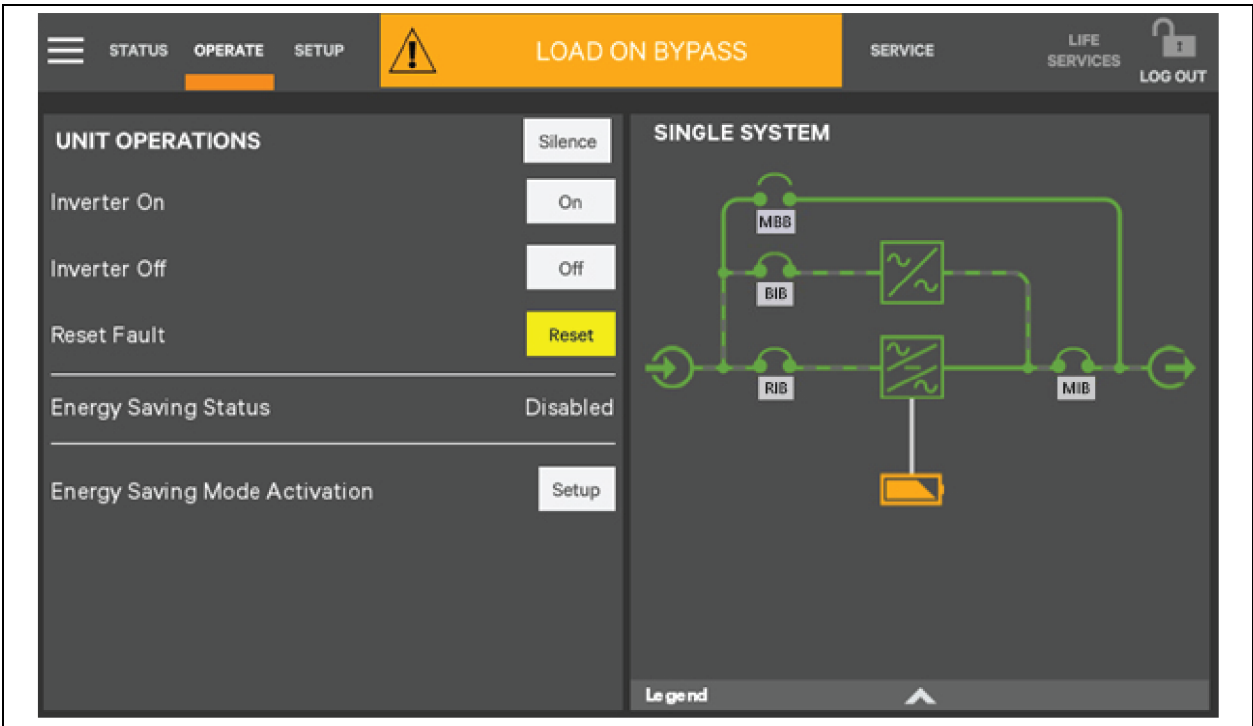 STATUS OPERATE SETUP LOAD ON BYPASS SERVICE LIFE
SERVICES
LOG OUT
UNIT OPERATIONS Silence
Inverter On On
Inverter Off Off
Reset Fault Reset
Energy Saving Status Disabled
Energy Saving Mode Activation Setup
SINGLE SYSTEM
MBB
BIB
RIB MIB
Legend